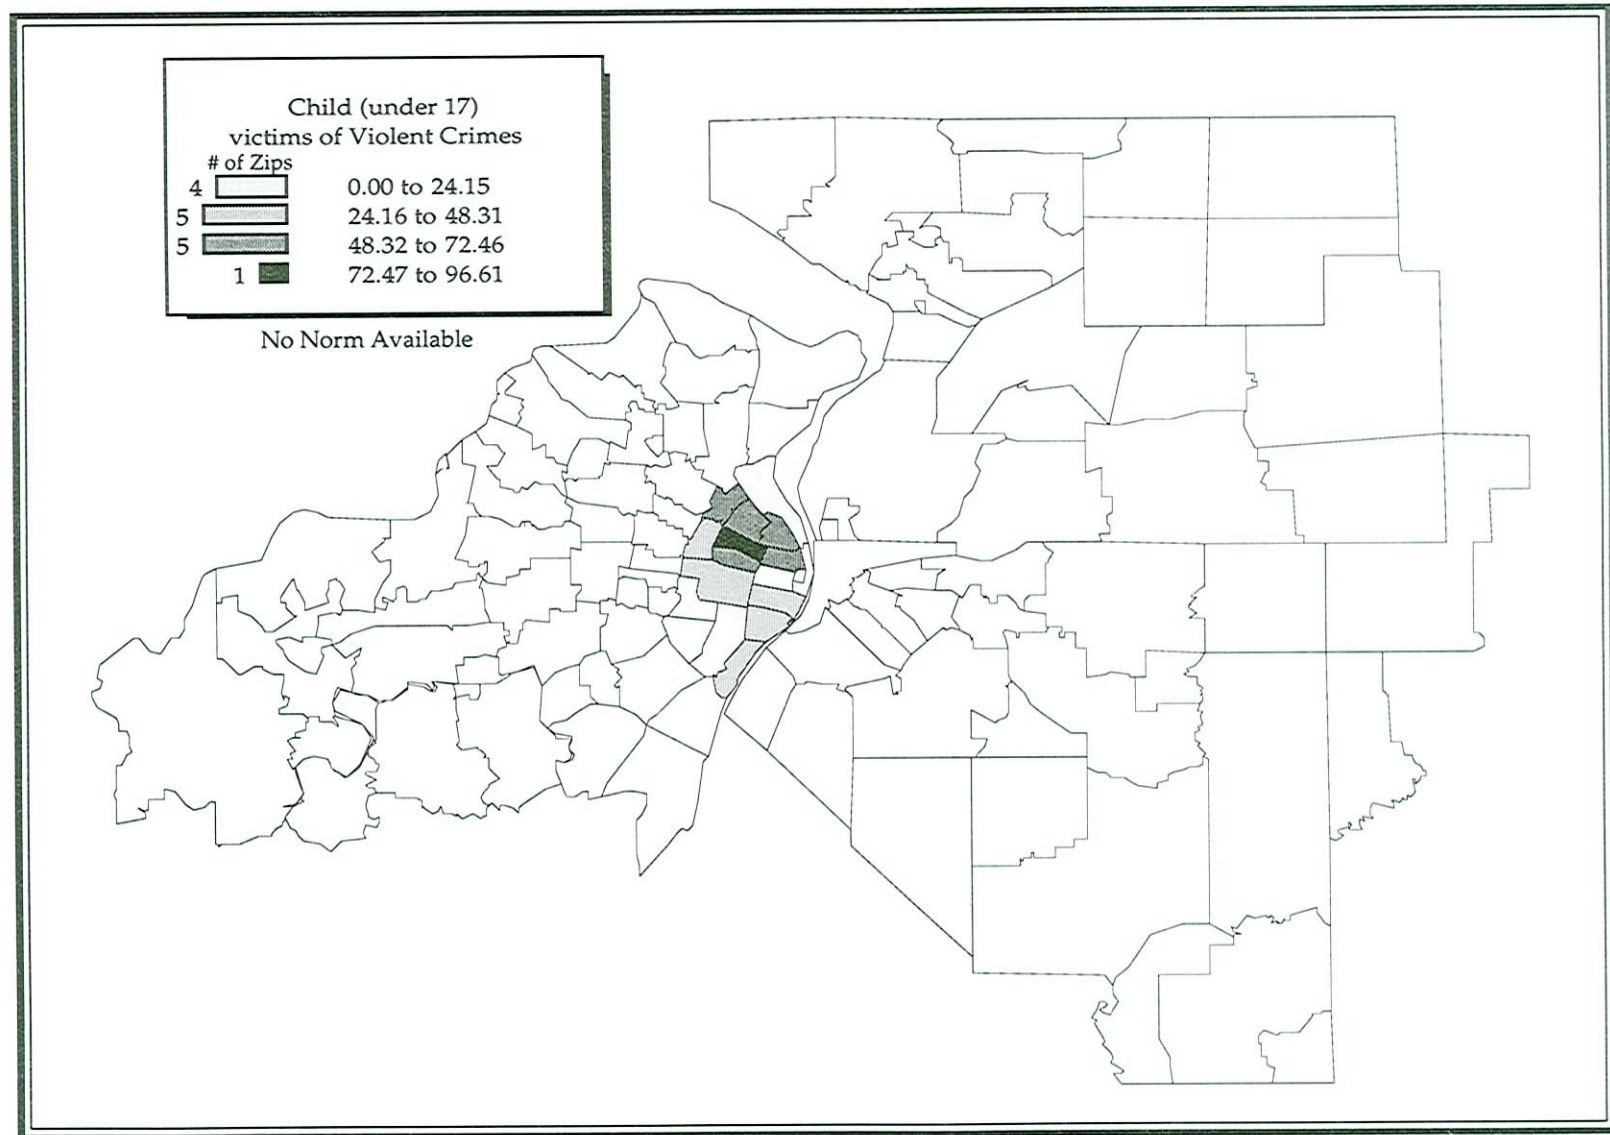 Child (under 17)
victims of Violent Crimes
# of Zips
4 0.00 to 24.15
5 24.16 to 48.31
5 48.32 to 72.46
1 72.47 to 96.61
No Norm Available